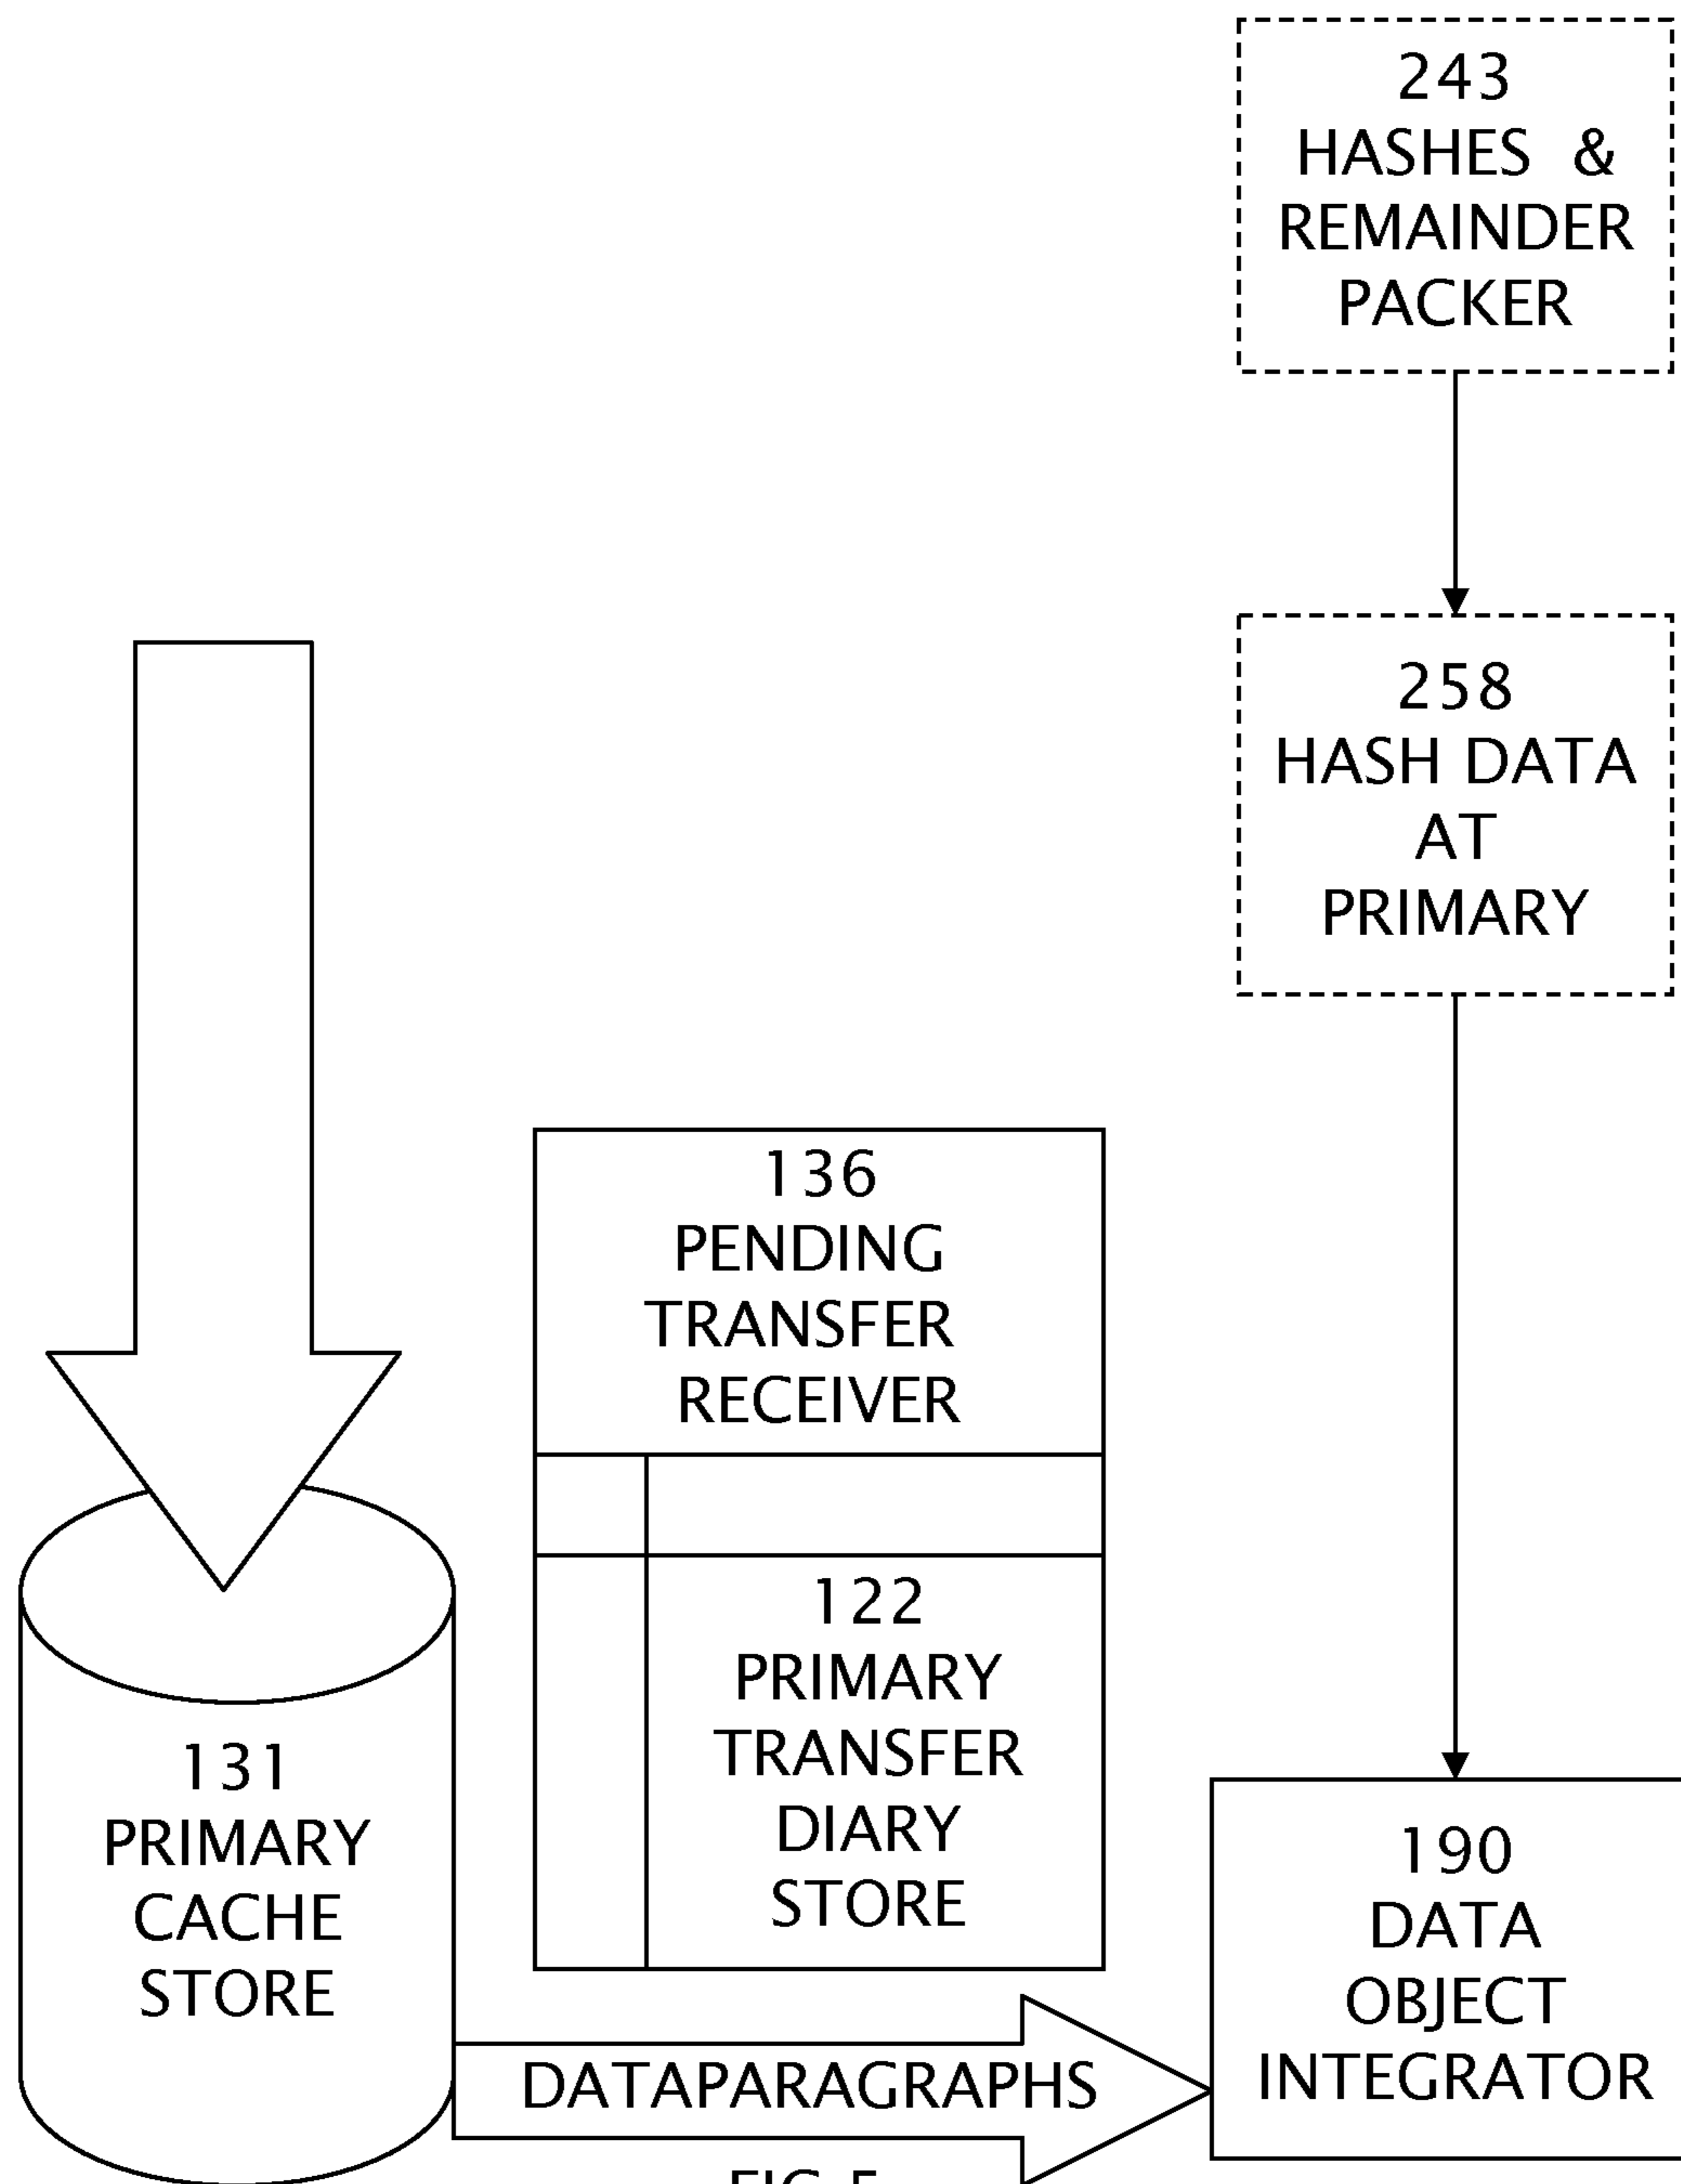 243
HASHES &
REMAINDER
PACKER
258
HASH DATA
AT
PRIMARY
136
PENDING
TRANSFER
RECEIVER
122
PRIMARY
TRANSFER
DIARY
STORE
131
PRIMARY
CACHE
STORE
190
DATA
OBJECT
INTEGRATOR
DATAPARAGRAPHS